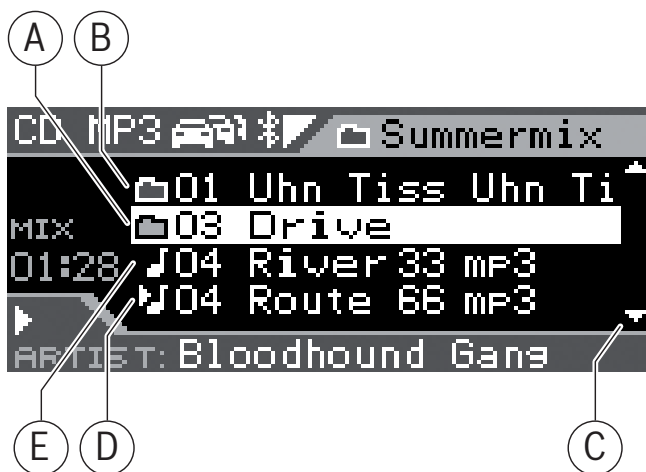 A B
CD MP3 Summermix
01 Uhn Tiss Uhn Ti
MIX 03 Drive
01:28 04 River 33 mp3
04 Route 66 mp3
ARTIST: Bloodhound Gang
E D C